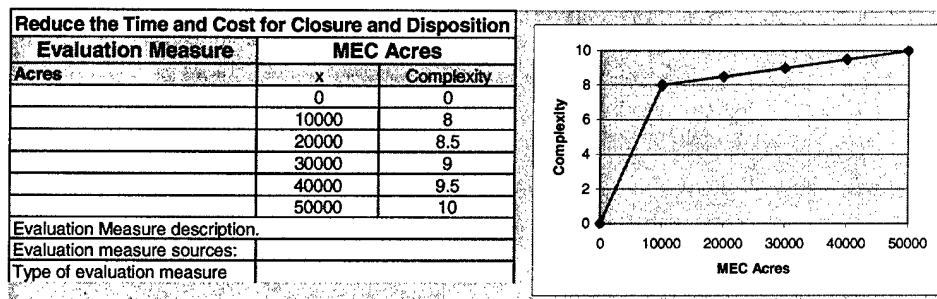 Reduce the Time and Cost for Closure and Disposition
Evaluation Measure MEC Acres
Acres x Complexity
0 0
10000 8
20000 8.5
30000 9
40000 9.5
50000 10
Evaluation Measure description.
Evaluation measure sources:
Type of evaluation measure
10
8
6
4
2
0
Complexity
0 10000 20000 30000 40000 50000
MEC Acres